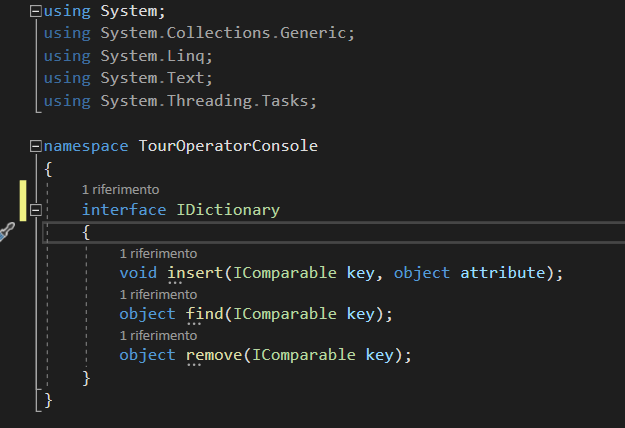 using System;
using System.Collections.Generic;
using System.Linq;
using System.Text;
using System.Threading.Tasks;
namespace TourOperatorConsole
{
1 riferimento
interface IDictionary
{
1 riferimento
void insert(IComparable key, object attribute);
1 riferimento
object find(IComparable key);
1 riferimento
object remove(IComparable key);
}
}